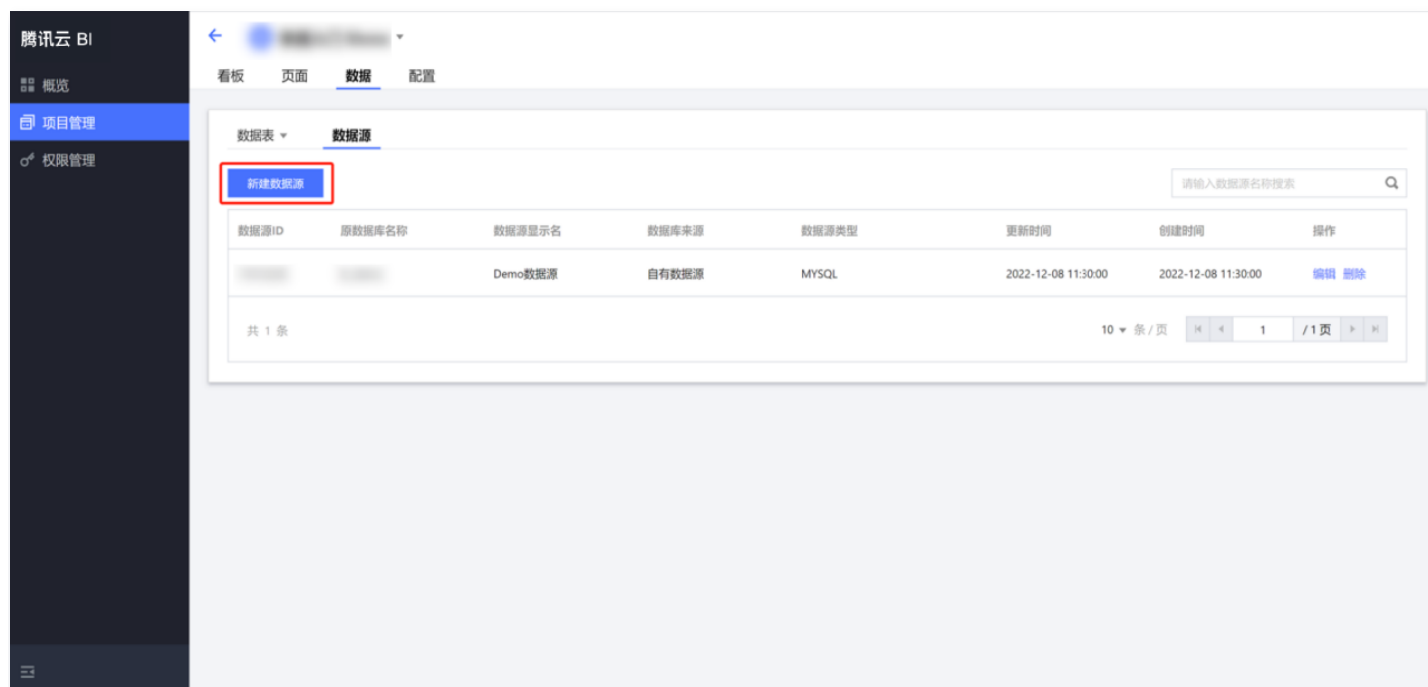 腾讯云 BI
概览
项目管理
权限管理
看板 页面 数据 配置
数据表 数据源
新建数据源
请输入数据源名称搜索
数据源ID 原数据库名称 数据源显示名 数据库来源 数据源类型 更新时间 创建时间 操作
Demo数据源 自有数据源 MYSQL 2022-12-08 11:30:00 2022-12-08 11:30:00 编辑 删除
共 1 条
10 条 / 页 1 / 1 页